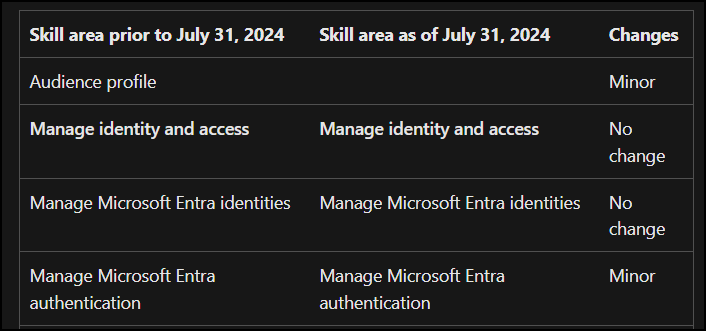 Skill area prior to July 31, 2024 Skill area as of July 31, 2024 Changes
Audience profile Minor
Manage identity and access Manage identity and access No
change
Manage Microsoft Entra identities Manage Microsoft Entra identities No
change
Manage Microsoft Entra Manage Microsoft Entra Minor
authentication authentication